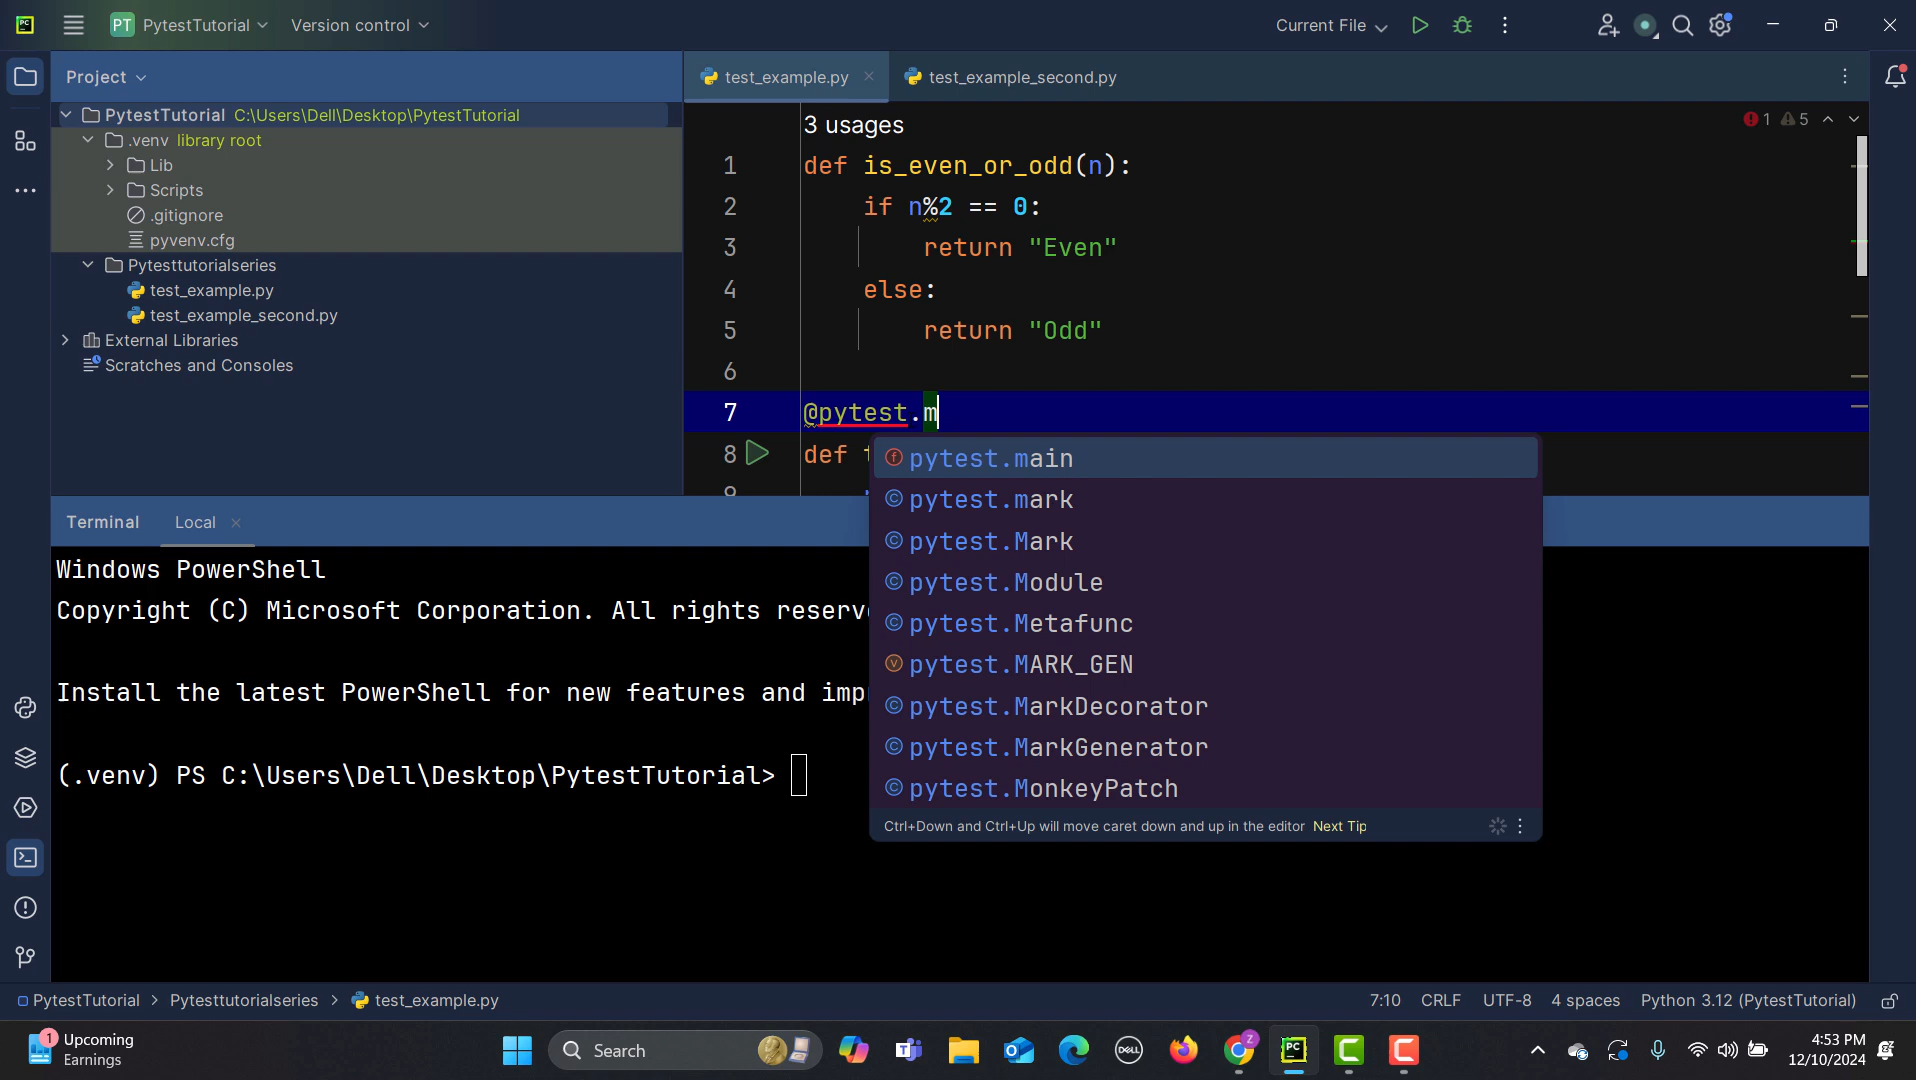 PT PytestTutorial Version control Current File
Project
test_example.py
test_example_second.py
PytestTutorial C:\Users\Dell\Desktop\PytestTutorial
.venv library root
Lib
Scripts
.gitignore
pyvenv.cfg
Pytesttutorialseries
test_example.py
test_example_second.py
External Libraries
Scratches and Consoles
3 usages
1 5
1 def is_even_or_odd(n):
2 if n%2 == 0:
3 return "Even"
4 else:
5 return "Odd"
6
7 @pytest.m
8 def
9
pytest.main
pytest.mark
pytest.Mark
pytest.Module
pytest.Metafunc
pytest.MARK_GEN
pytest.MarkDecorator
pytest.MarkGenerator
pytest.MonkeyPatch
Ctrl+Down and Ctrl+Up will move caret down and up in the editor Next Tip
Terminal Local
Windows PowerShell
Copyright (C) Microsoft Corporation. All rights reserv
Install the latest PowerShell for new features and imp
(.venv) PS C:\Users\Dell\Desktop\PytestTutorial>
PytestTutorial > Pytesttutorialseries > test_example.py
7:10 CRLF UTF-8 4 spaces Python 3.12 (PytestTutorial)
1 Upcoming
Earnings
Search
DELL
Z
PC
4:53 PM
12/10/2024